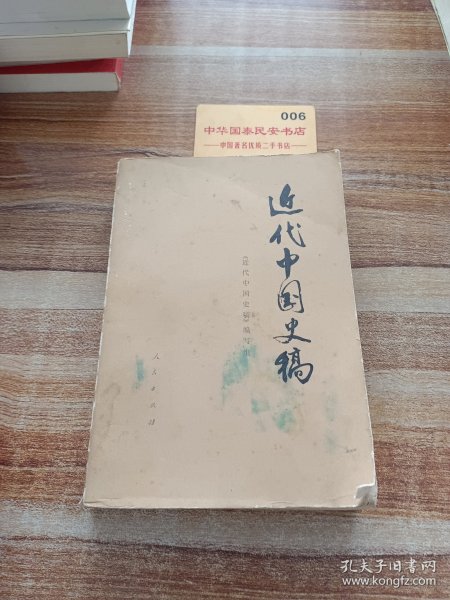 006
中华国泰民安书店
中国著名优质二手书店
近代中国史稿
《近代中国史稿》编写组
人民出版社
孔夫子旧书网
www.kongfz.com